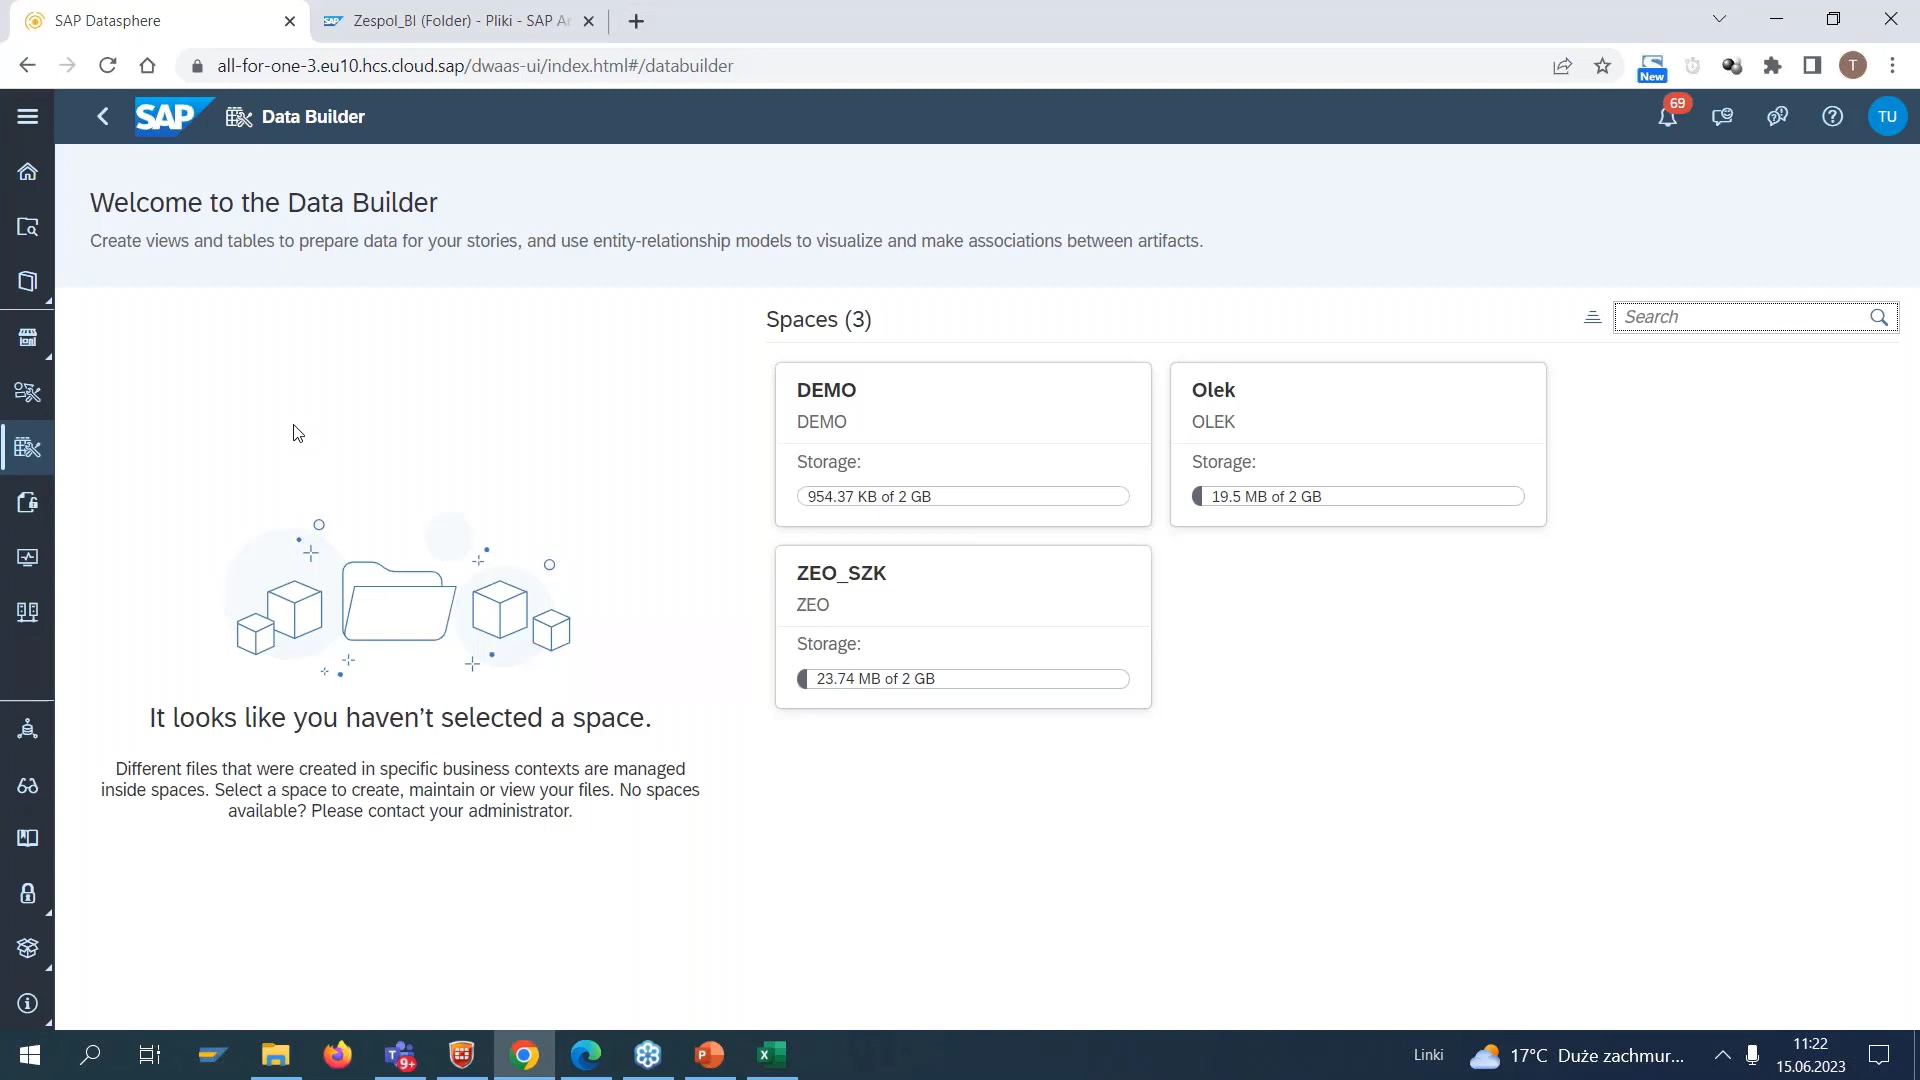 SAP Datasphere
SAP Zespol_BI (Folder) - Pliki - SAP A
all-for-one-3.eu10.hcs.cloud.sap/dwaas-ui/index.html#/databuilder
New
T
SAP Data Builder
69
TU
Welcome to the Data Builder
Create views and tables to prepare data for your stories, and use entity-relationship models to visualize and make associations between artifacts.
Spaces (3)
Search
DEMO
DEMO
Storage:
954.37 KB of 2 GB
Olek
OLEK
Storage:
19.5 MB of 2 GB
ZEO_SZK
ZEO
Storage:
23.74 MB of 2 GB
It looks like you haven’t selected a space.
Different files that were created in specific business contexts are managed
inside spaces. Select a space to create, maintain or view your files. No spaces
available? Please contact your administrator.
9+
Linki
17°C Duże zachmur...
11:22
15.06.2023